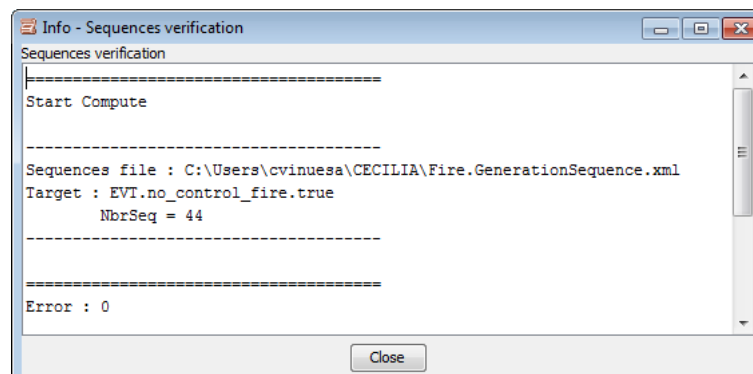 Info - Sequences verification
Sequences verification
======================================
Start Compute
--------------------------------------
Sequences file : C:\Users\cvinuesa\CECILIA\Fire.GenerationSequence.xml
Target : EVT.no_control_fire.true
NbrSeq = 44
--------------------------------------
======================================
Error : 0
Close